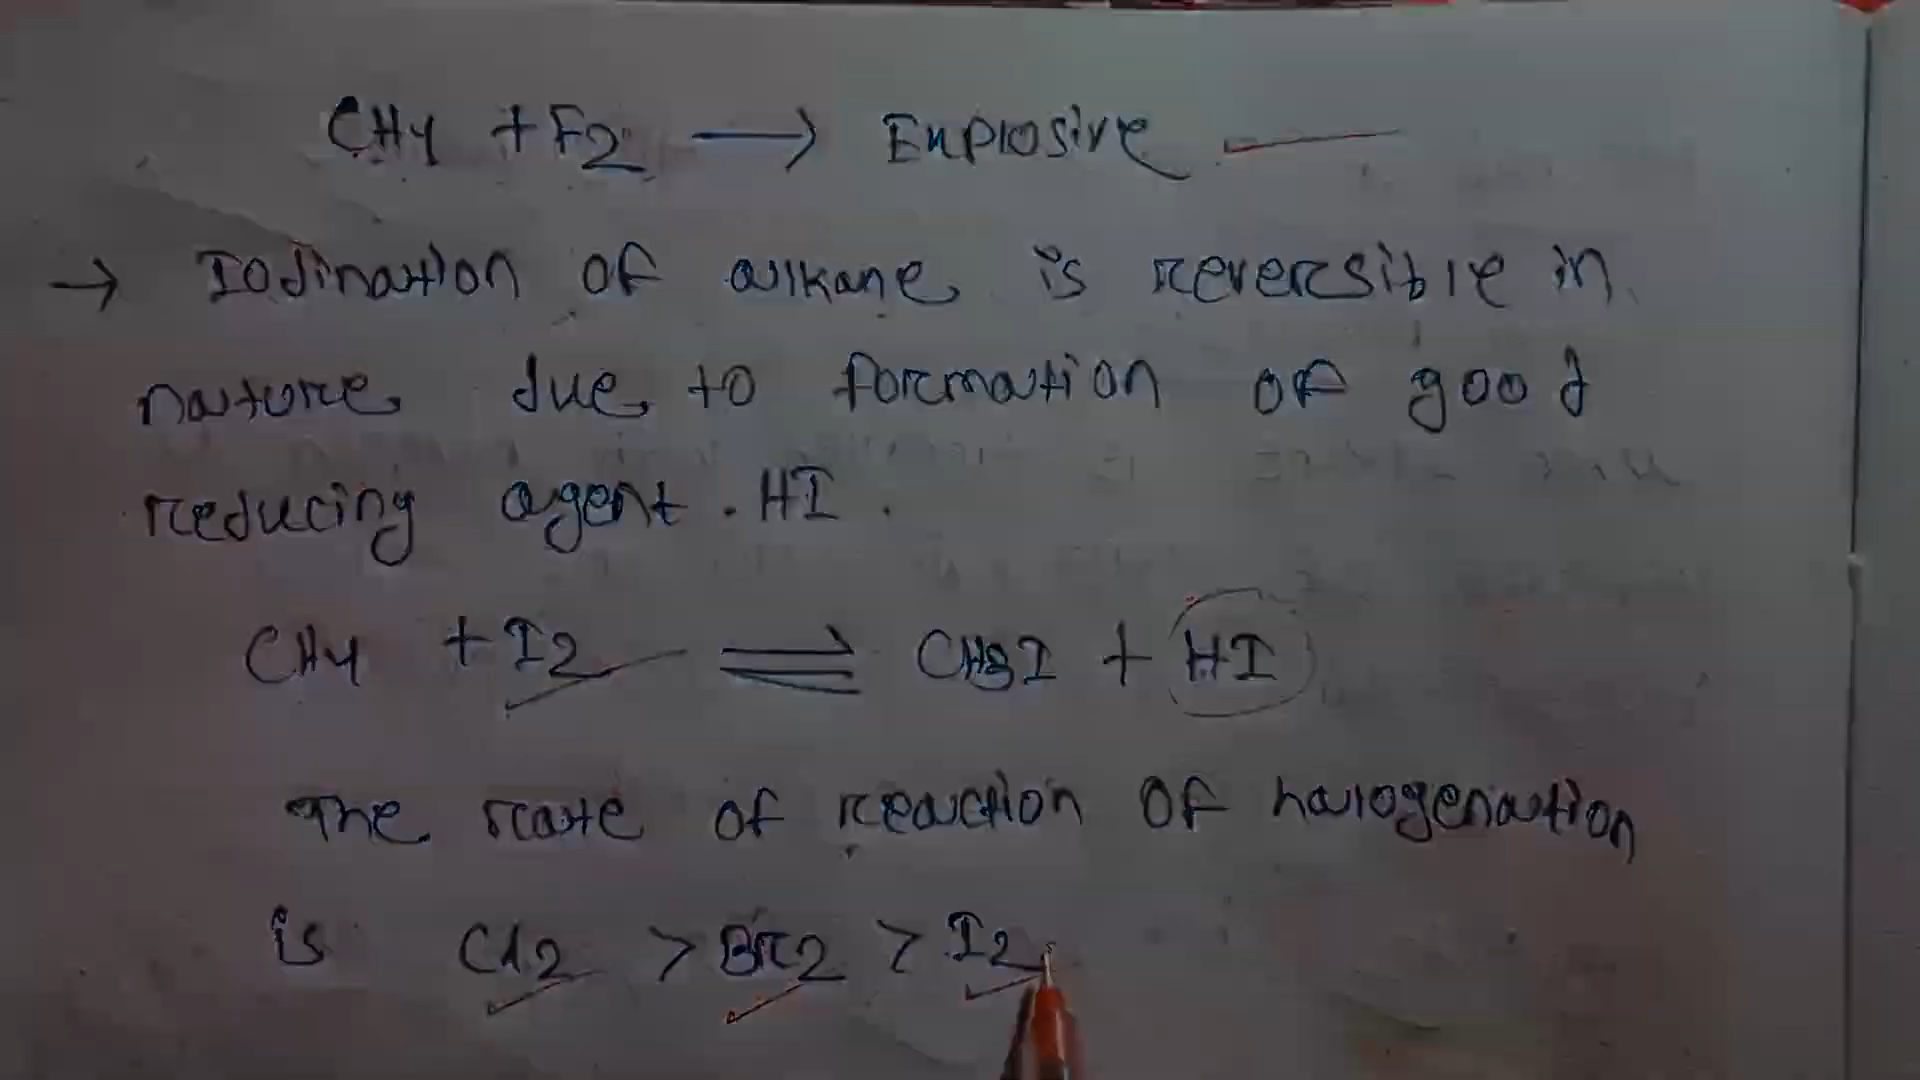 CH4 + F2 → Explosive
→ Iodination of alkane is reversible in
nature due to formation of good
reducing agent. HI.
CH4 + I2 ⇌ CH3I + HI
The rate of reaction of halogenation
is Cl2 > Br2 > I2